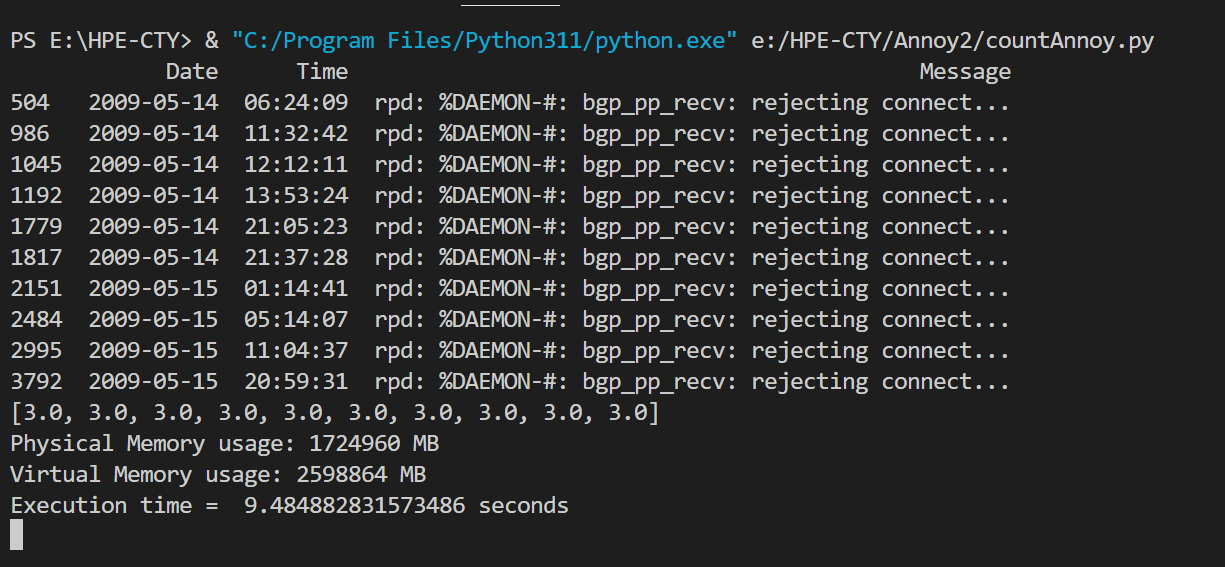 PS E:\HPE-CTY> & "C:/Program Files/Python311/python.exe" e:/HPE-CTY/Annoy2/countAnnoy.py
Date Time Message
504 2009-05-14 06:24:09 rpd: %DAEMON-#: bgp_pp_recv: rejecting connect...
986 2009-05-14 11:32:42 rpd: %DAEMON-#: bgp_pp_recv: rejecting connect...
1045 2009-05-14 12:12:11 rpd: %DAEMON-#: bgp_pp_recv: rejecting connect...
1192 2009-05-14 13:53:24 rpd: %DAEMON-#: bgp_pp_recv: rejecting connect...
1779 2009-05-14 21:05:23 rpd: %DAEMON-#: bgp_pp_recv: rejecting connect...
1817 2009-05-14 21:37:28 rpd: %DAEMON-#: bgp_pp_recv: rejecting connect...
2151 2009-05-15 01:14:41 rpd: %DAEMON-#: bgp_pp_recv: rejecting connect...
2484 2009-05-15 05:14:07 rpd: %DAEMON-#: bgp_pp_recv: rejecting connect...
2995 2009-05-15 11:04:37 rpd: %DAEMON-#: bgp_pp_recv: rejecting connect...
3792 2009-05-15 20:59:31 rpd: %DAEMON-#: bgp_pp_recv: rejecting connect...
[3.0, 3.0, 3.0, 3.0, 3.0, 3.0, 3.0, 3.0, 3.0, 3.0]
Physical Memory usage: 1724960 MB
Virtual Memory usage: 2598864 MB
Execution time = 9.484882831573486 seconds